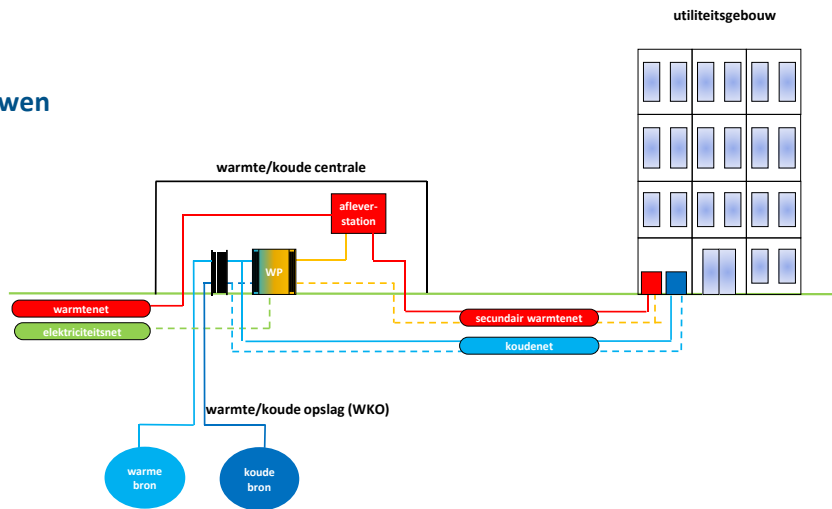 utiliteitsgebouw
wen
warmte/koude centrale
aflever-
station
WP
warmtenet
elektriciteitsnet
secundair warmtenet
koudenet
warmte/koude opslag (WKO)
warme
bron
koude
bron